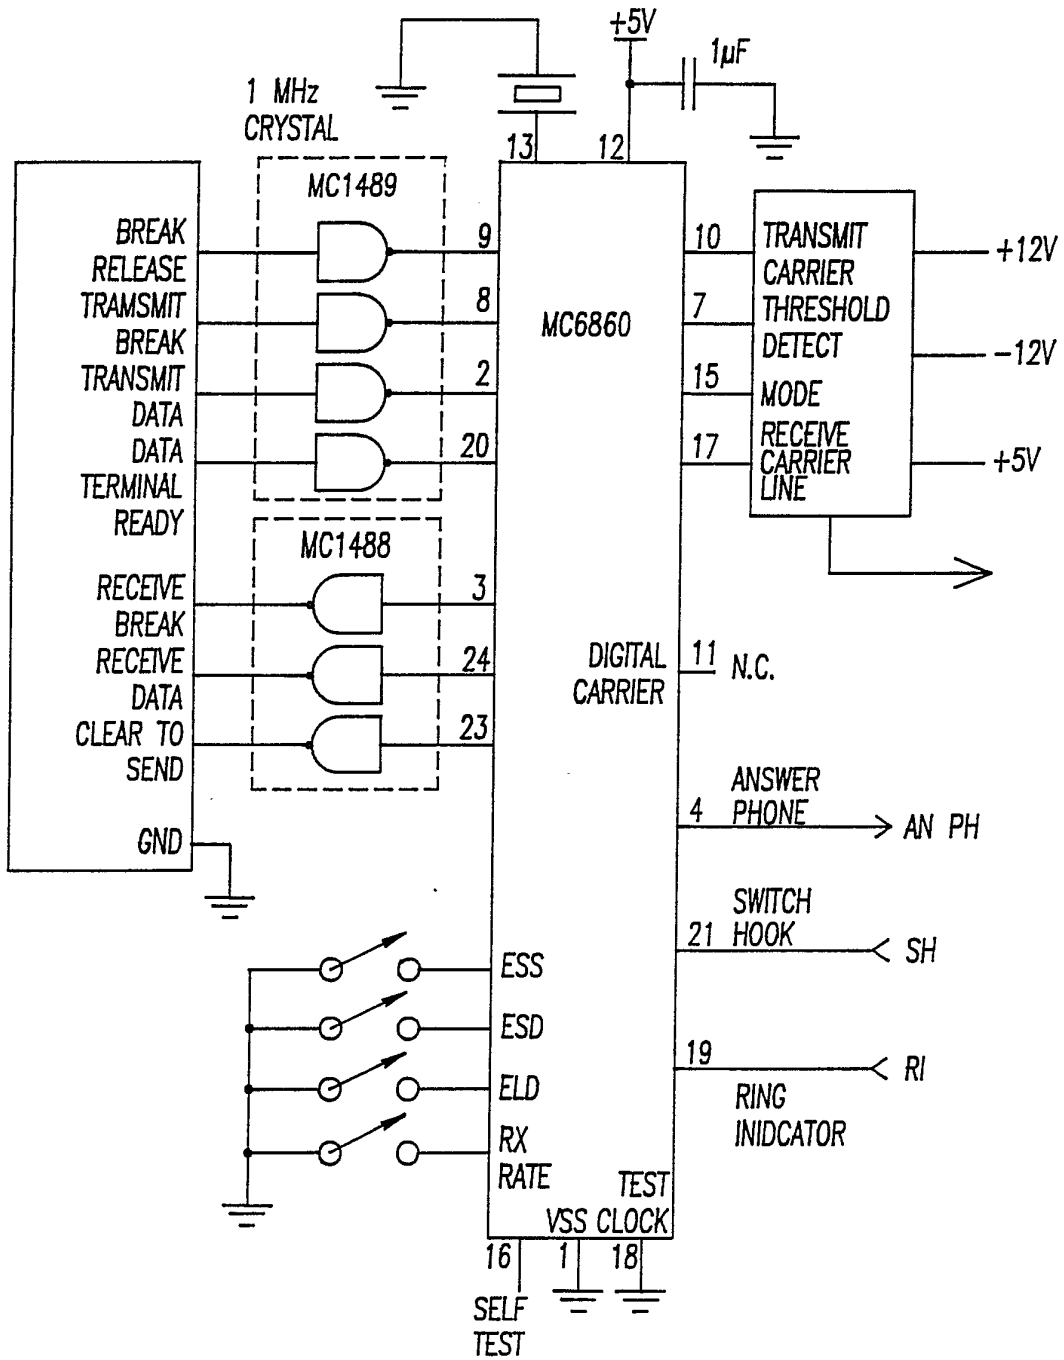 +5V
1µF
1 MHz
CRYSTAL
13
12
MC1489
BREAK
RELEASE
TRAMSMIT
BREAK
TRANSMIT
DATA
DATA
TERMINAL
READY
9
8
2
20
MC6860
10
7
15
17
TRANSMIT
CARRIER
THRESHOLD
DETECT
MODE
RECEIVE
CARRIER
LINE
+12V
-12V
+5V
MC1488
RECEIVE
BREAK
RECEIVE
DATA
CLEAR TO
SEND
GND
3
24
23
DIGITAL
CARRIER
11
N.C.
ANSWER
PHONE
4
AN PH
SWITCH
HOOK
21
SH
19
RI
RING
INIDCATOR
ESS
ESD
ELD
RX
RATE
TEST
VSS CLOCK
16
1
18
SELF
TEST